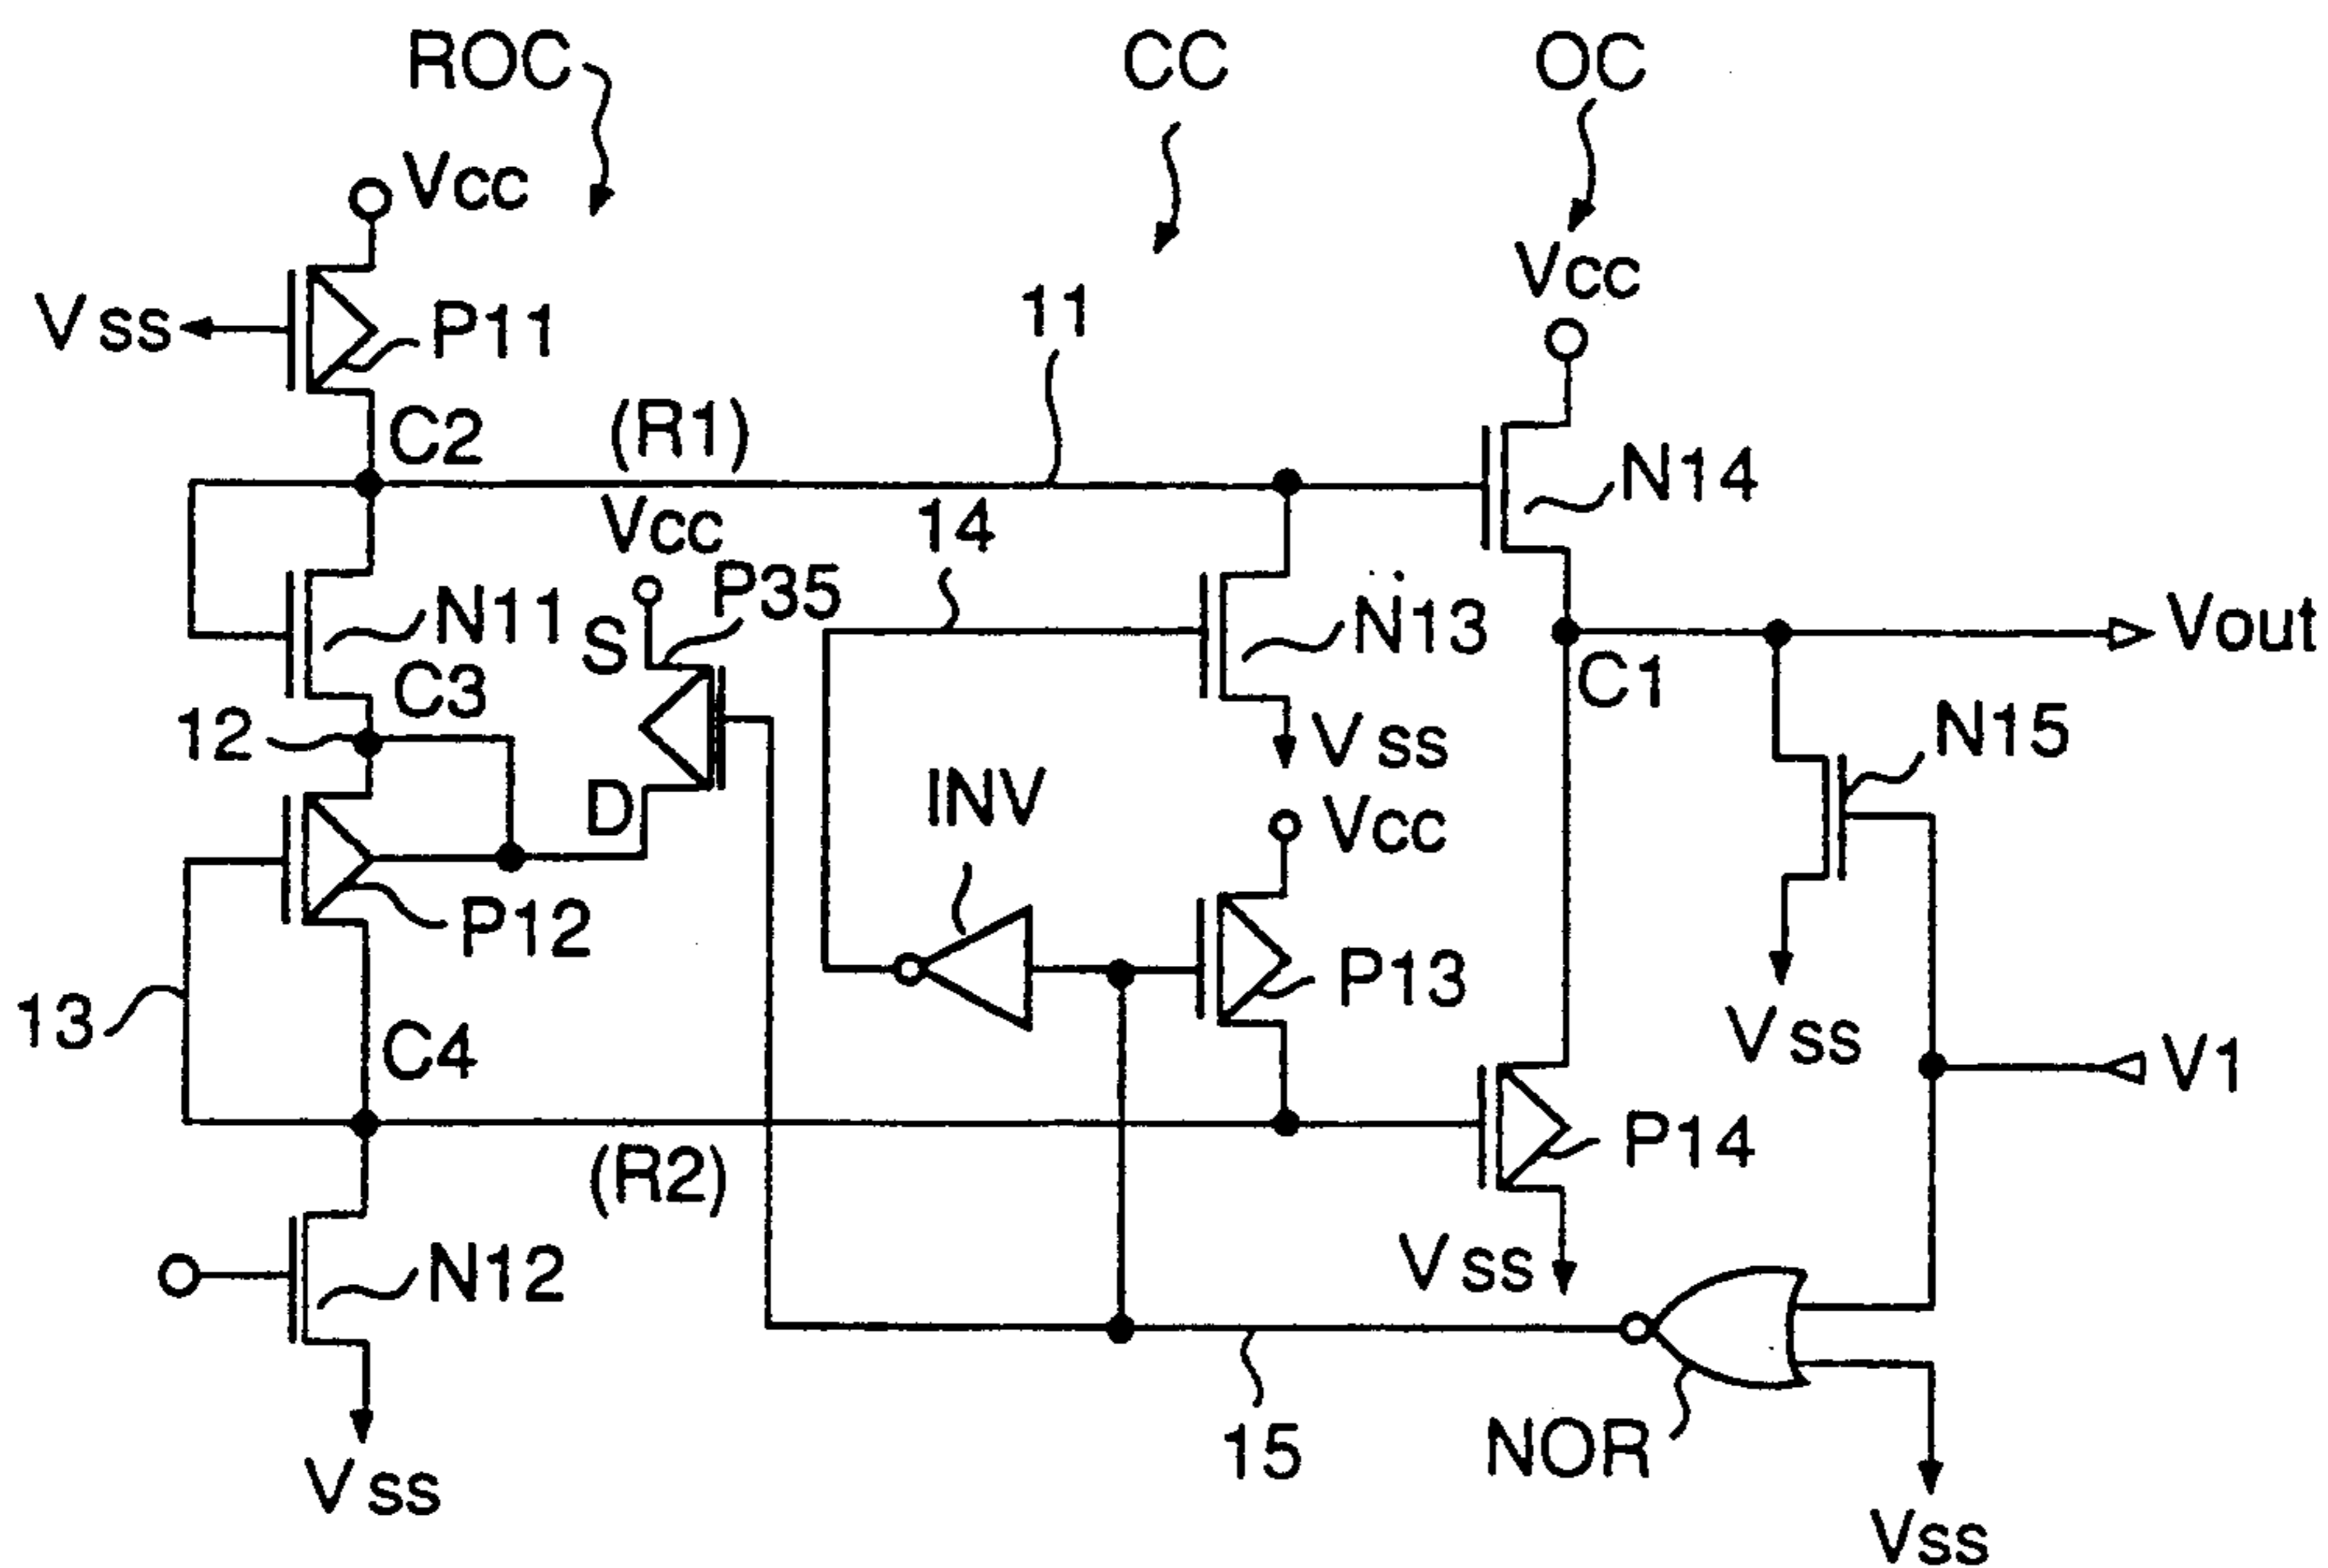 ROC
CC
OC
Vcc
Vcc
Vss
P11
11
C2
(R1)
N14
Vcc
14
P35
N11
S
N13
Vout
C3
C1
12
Vss
N15
D
INV
Vcc
P12
P13
13
C4
Vss
V1
P14
(R2)
N12
Vss
15
NOR
Vss
Vss